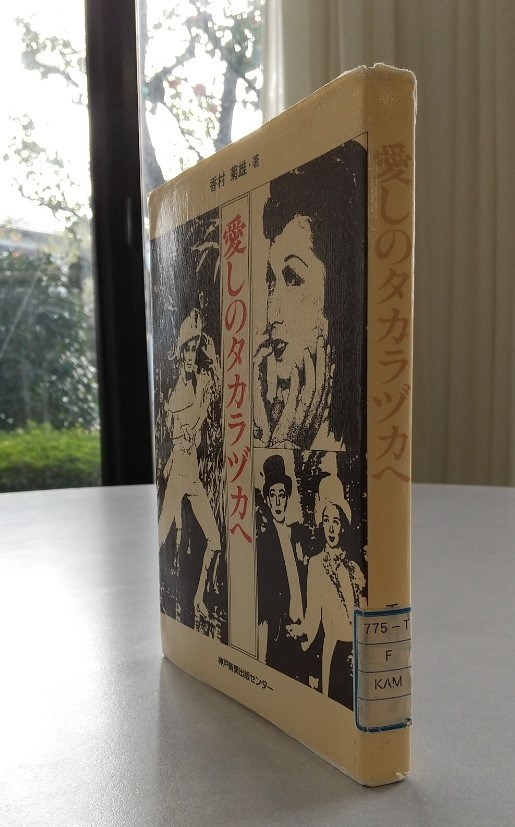 香村 菊雄・著
愛しのタカラヅカへ
神戸新聞出版センター
愛しのタカラヅカへ
775-T
F
KAM